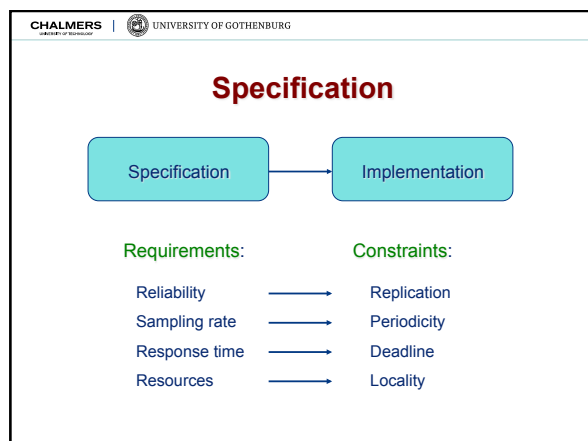 CHALMERS | UNIVERSITY OF GOTHENBURG
UNIVERSITY OF TECHNOLOGY
Specification
Specification Implementation
Requirements: Constraints:
Reliability Replication
Sampling rate Periodicity
Response time Deadline
Resources Locality